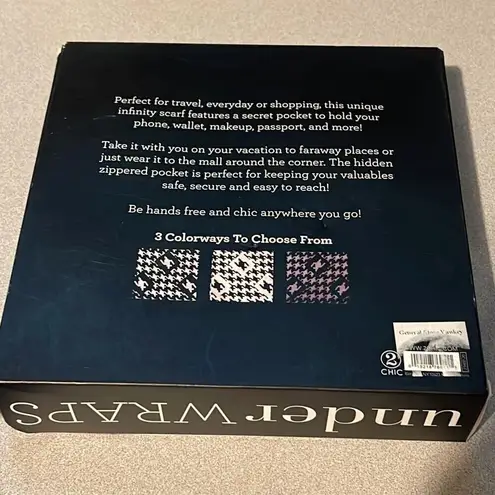 Perfect for travel, everyday or shopping, this unique
infinity scarf features a secret pocket to hold your
phone, wallet, makeup, passport, and more!
Take it with you on your vacation to faraway places or
just wear it to the mall around the corner. The hidden
zippered pocket is perfect for keeping your valuables
safe, secure and easy to reach!
Be hands free and chic anywhere you go!
3 Colorways To Choose From
2
CHIC
underWRAPS